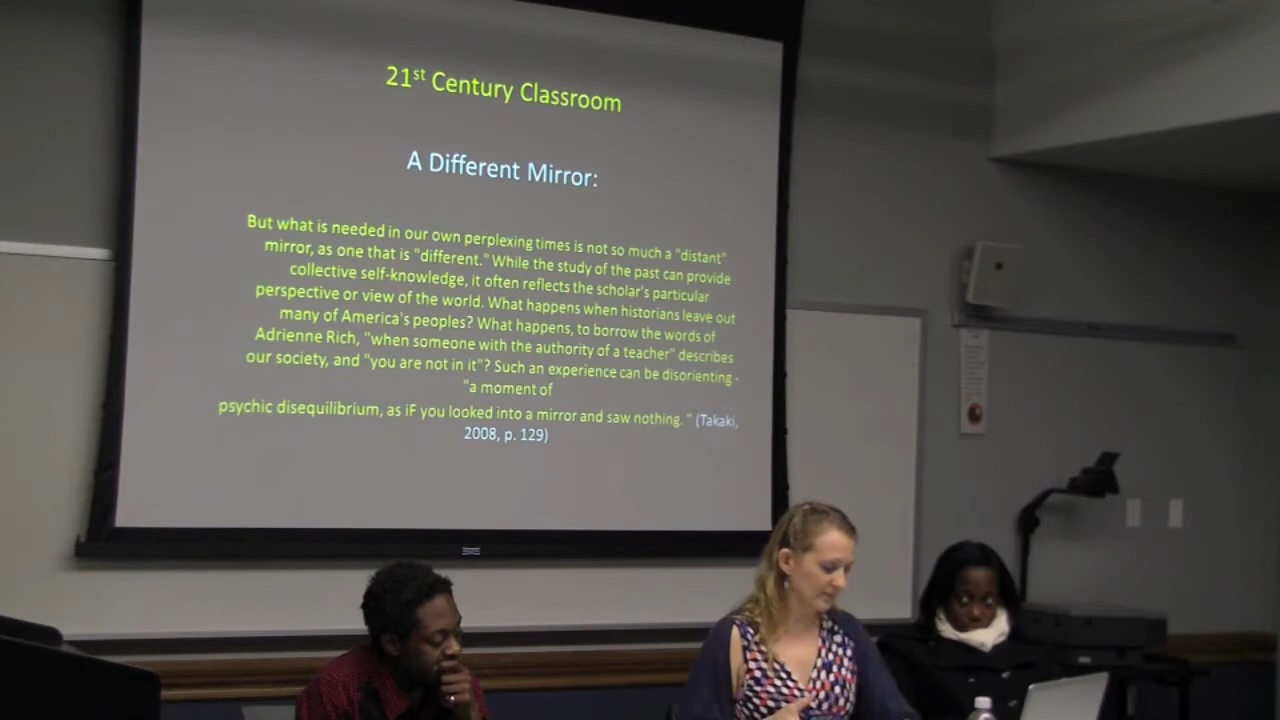 21st Century Classroom
A Different Mirror:
But what is needed in our own perplexing times is not so much a "distant"
mirror, as one that is "different." While the study of the past can provide
collective self-knowledge, it often reflects the scholar's particular
perspective or view of the world. What happens when historians leave out
many of America's peoples? What happens, to borrow the words of
Adrienne Rich, "when someone with the authority of a teacher" describes
our society, and "you are not in it"? Such an experience can be disorienting -
"a moment of
psychic disequilibrium, as iF you looked into a mirror and saw nothing. " (Takaki,
2008, p. 129)